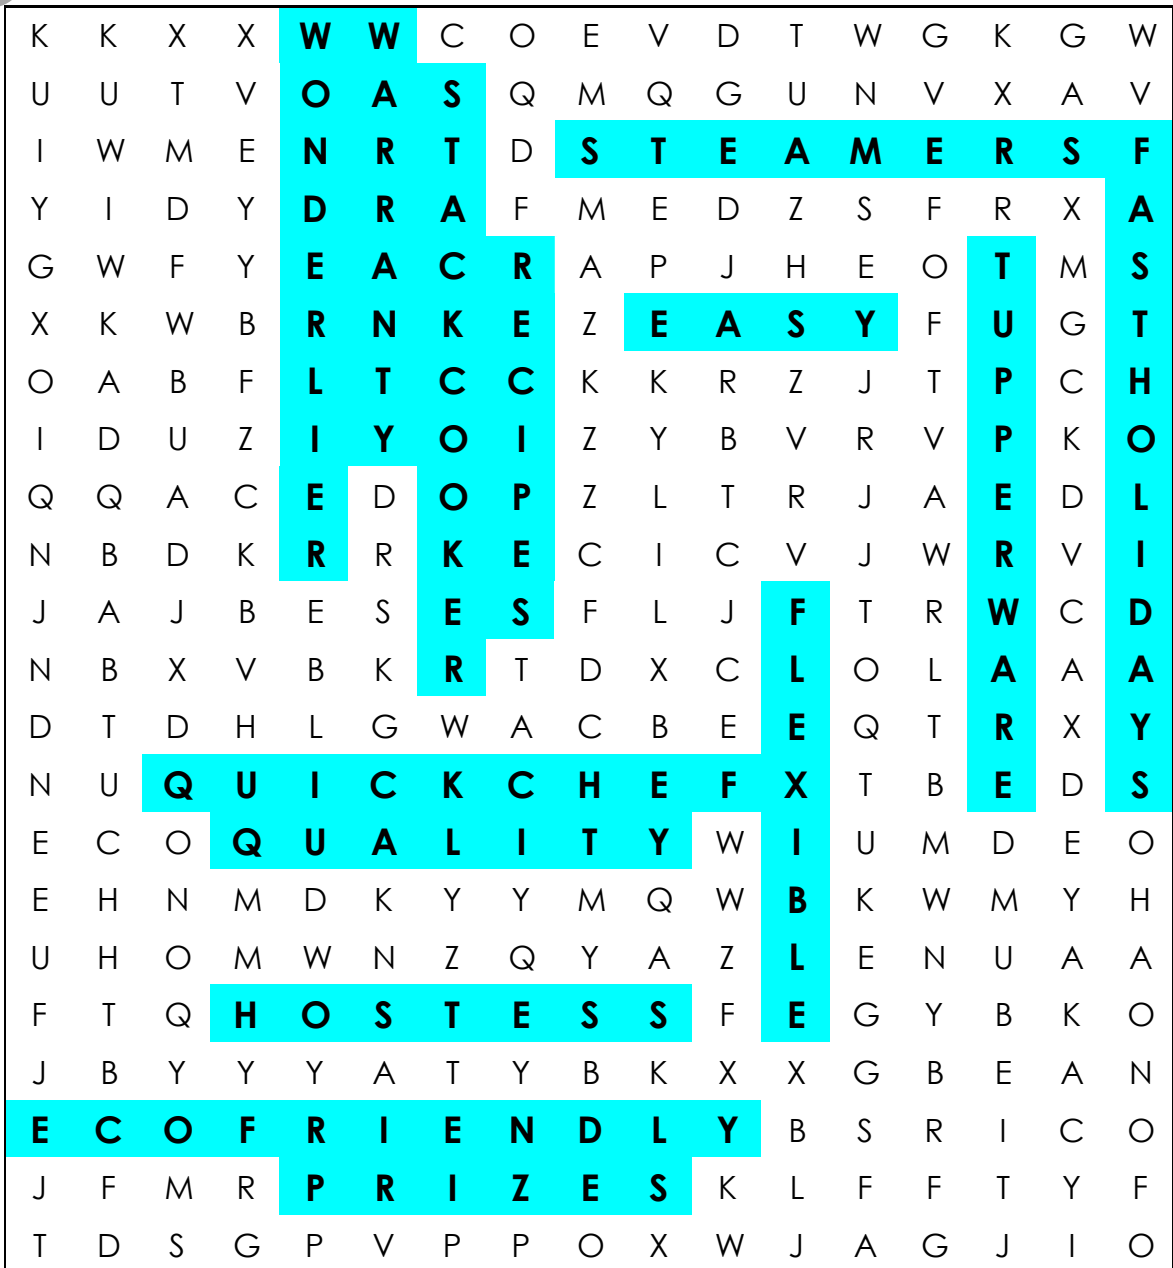 K K X X W W C O E V D T W G K G W
U U T V O A S Q M Q G U N V X A V
I W M E N R T D S T E A M E R S F
Y I D Y D R A F M E D Z S F R X A
G W F Y E A C R A P J H E O T M S
X K W B R N K E Z E A S Y F U G T
O A B F L T C C K K R Z J T P C H
I D U Z I Y O I Z Y B V R V P K O
Q Q A C E D O P Z L T R J A E D L
N B D K R R K E C I C V J W R V I
J A J B E S E S F L J F T R W C D
N B X V B K R T D X C L O L A A A
D T D H L G W A C B E E Q T R X Y
N U Q U I C K C H E F X T B E D S
E C O Q U A L I T Y W I U M D E O
E H N M D K Y Y M Q W B K W M Y H
U H O M W N Z Q Y A Z L E N U A A
F T Q H O S T E S S F E G Y B K O
J B Y Y Y A T Y B K X X G B E A N
E C O F R I E N D L Y B S R I C O
J F M R P R I Z E S K L F F T Y F
T D S G P V P P O X W J A G J I O